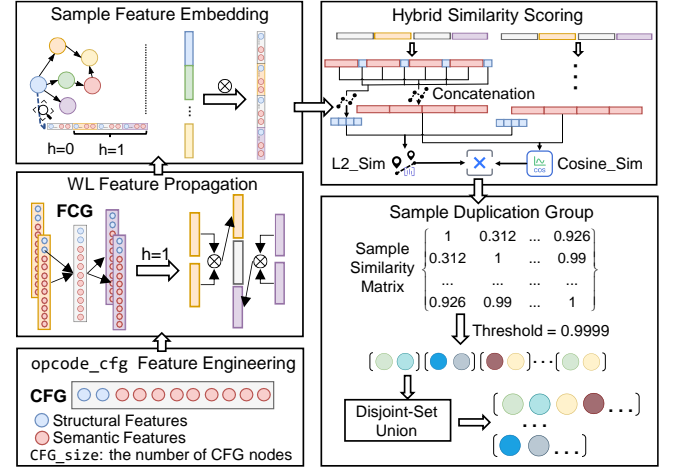 Sample Feature Embedding
h=0
h=1
WL Feature Propagation
FCG
h=1
opcode_cfg Feature Engineering
CFG
Structural Features
Semantic Features
CFG_size: the number of CFG nodes
Hybrid Similarity Scoring
Concatenation
L2_Sim
COS
Cosine_Sim
Sample Duplication Group
Sample
Similarity
Matrix
1 0.312 ... 0.926
0.312 1 ... 0.99
... ... ... ...
0.926 0.99 ... 1
Threshold = 0.9999
...
Disjoint-Set
Union
...
...
...